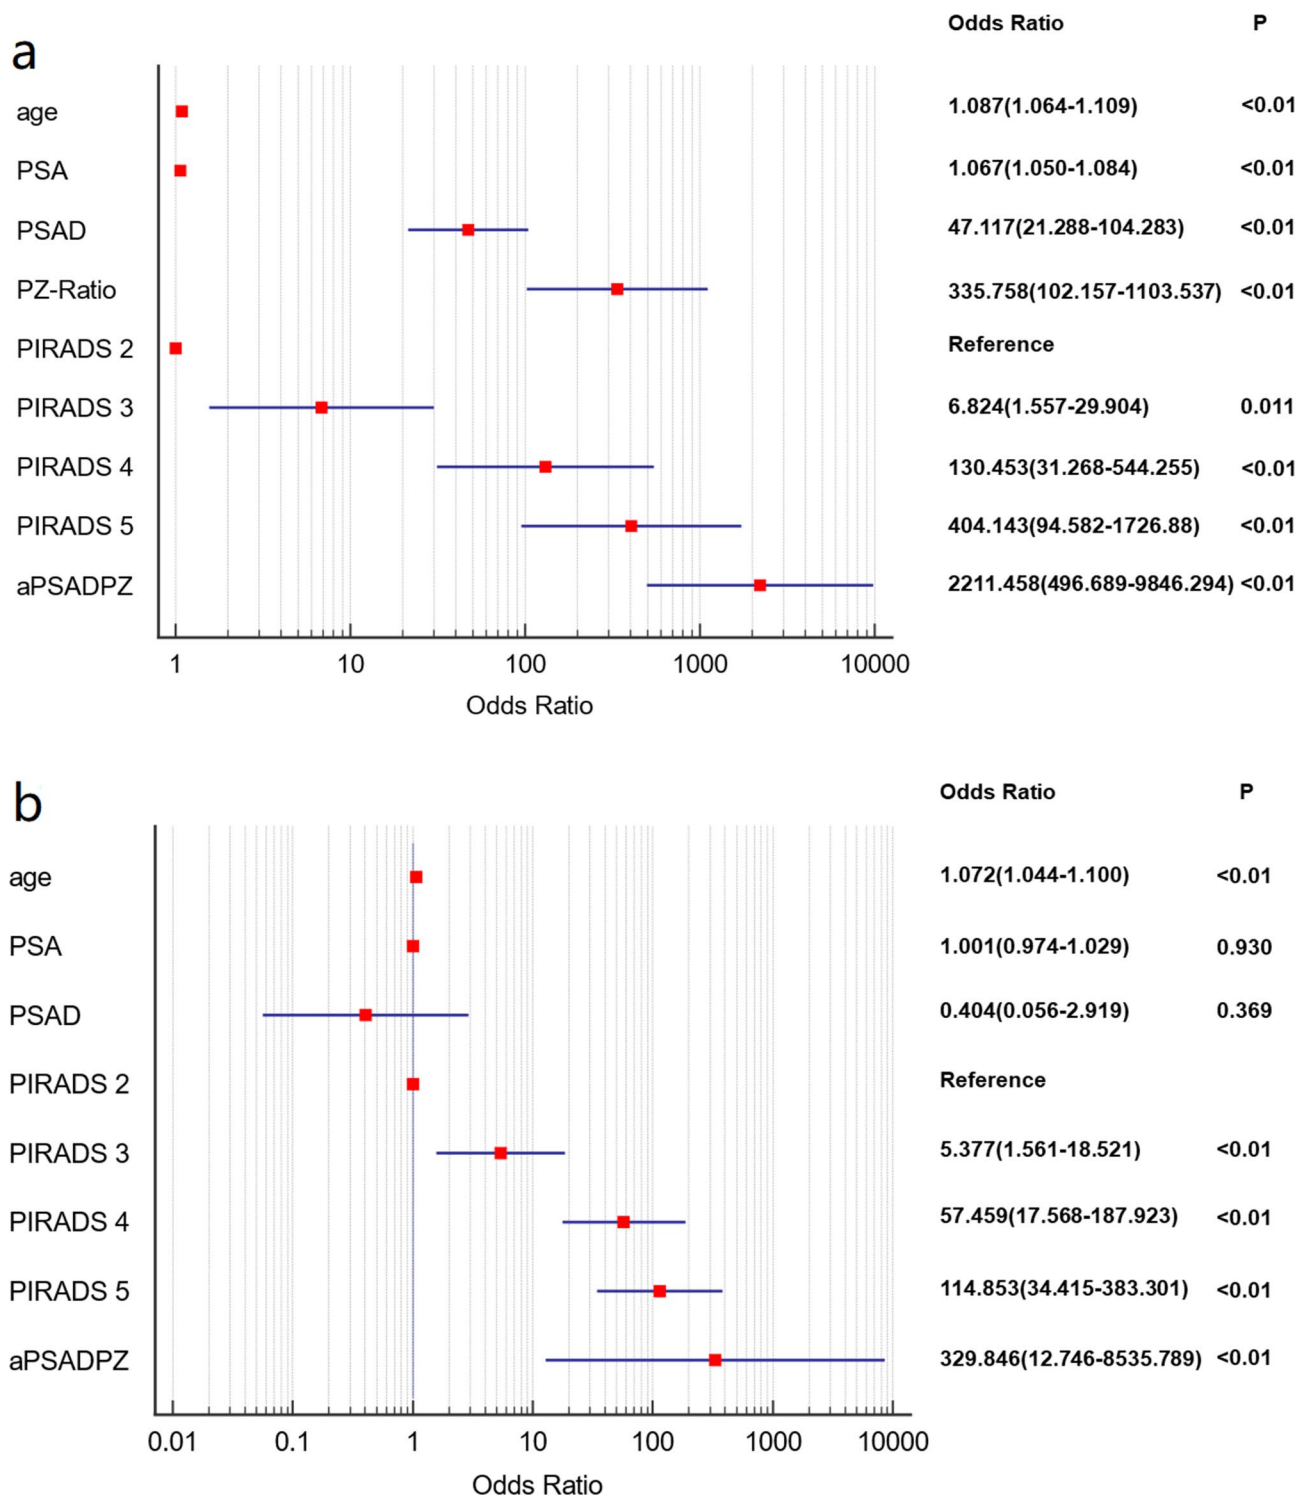 a
Odds Ratio P
age 1.087(1.064-1.109) <0.01
PSA 1.067(1.050-1.084) <0.01
PSAD 47.117(21.288-104.283) <0.01
PZ-Ratio 335.758(102.157-1103.537) <0.01
PIRADS 2 Reference
PIRADS 3 6.824(1.557-29.904) 0.011
PIRADS 4 130.453(31.268-544.255) <0.01
PIRADS 5 404.143(94.582-1726.88) <0.01
aPSADPZ 2211.458(496.689-9846.294) <0.01
1 10 100 1000 10000
Odds Ratio
b
Odds Ratio P
age 1.072(1.044-1.100) <0.01
PSA 1.001(0.974-1.029) 0.930
PSAD 0.404(0.056-2.919) 0.369
PIRADS 2 Reference
PIRADS 3 5.377(1.561-18.521) <0.01
PIRADS 4 57.459(17.568-187.923) <0.01
PIRADS 5 114.853(34.415-383.301) <0.01
aPSADPZ 329.846(12.746-8535.789) <0.01
0.01 0.1 1 10 100 1000 10000
Odds Ratio